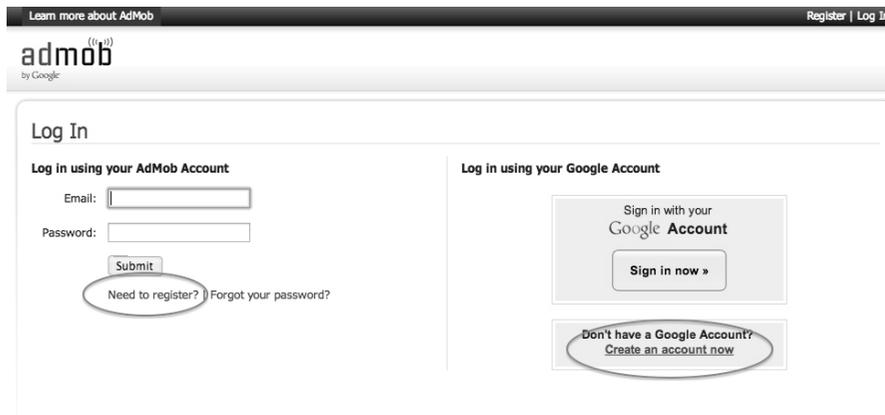 Learn more about AdMob
Register | Log In
admob
by Google
Log In
Log in using your AdMob Account
Email:
Password:
Submit
Need to register? | Forgot your password?
Log in using your Google Account
Sign in with your
Google Account
Sign in now »
Don't have a Google Account?
Create an account now